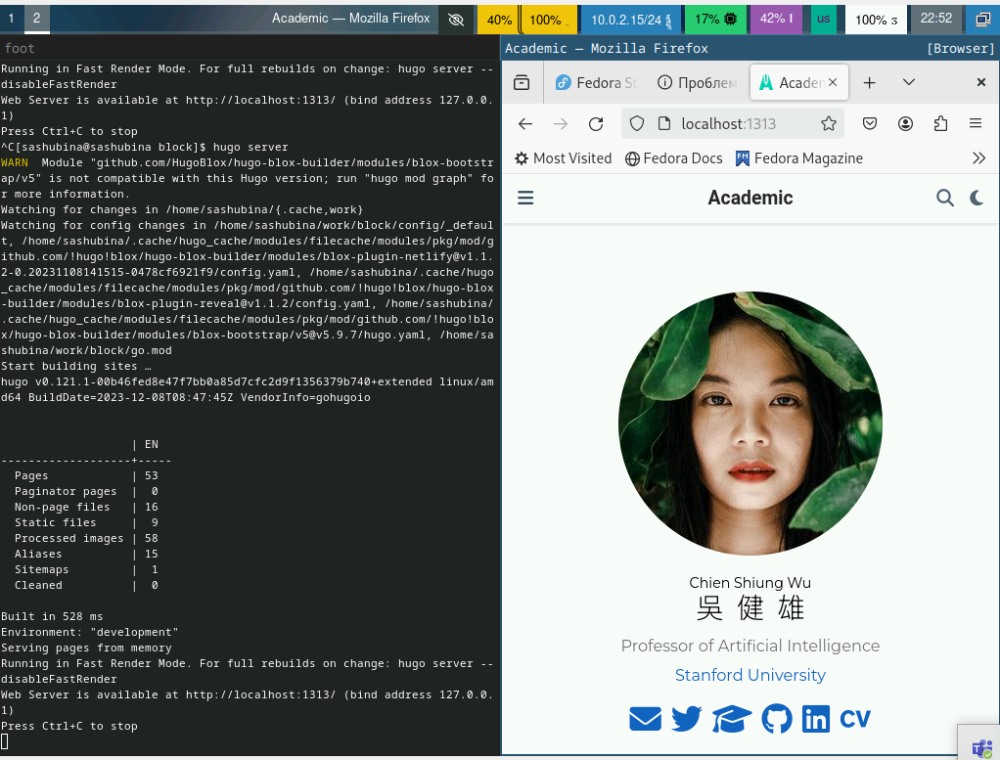 1 2 Academic — Mozilla Firefox 40% 100% 10.0.2.15/24 17% 42% us 100% 22:52
foot
Running in Fast Render Mode. For full rebuilds on change: hugo server --
disableFastRender
Web Server is available at http://localhost:1313/ (bind address 127.0.0.
1)
Press Ctrl+C to stop
^C[sashubina@sashubina block]$ hugo server
WARN  Module "github.com/HugoBlox/hugo-blox-builder/modules/blox-bootstr
ap/v5" is not compatible with this Hugo version; run "hugo mod graph" fo
r more information.
Watching for changes in /home/sashubina/{.cache,work}
Watching for config changes in /home/sashubina/work/block/config/_defaul
t, /home/sashubina/.cache/hugo_cache/modules/filecache/modules/pkg/mod/g
ithub.com/!hugo!blox/hugo-blox-builder/modules/blox-plugin-netlify@v1.1.
2-0.20231108141515-0478cf6921f9/config.yaml, /home/sashubina/.cache/hugo
_cache/modules/filecache/modules/pkg/mod/github.com/!hugo!blox/hugo-blox
-builder/modules/blox-plugin-reveal@v1.1.2/config.yaml, /home/sashubina/
.cache/hugo_cache/modules/filecache/modules/pkg/mod/github.com/!hugo!blo
x/hugo-blox-builder/modules/blox-bootstrap/v5@v5.9.7/hugo.yaml, /home/sa
shubina/work/block/go.mod
Start building sites …
hugo v0.121.1-00b46fed8e47f7bb0a85d7cfc2d9f1356379b740+extended linux/am
d64 BuildDate=2023-12-08T08:47:45Z VendorInfo=gohugoio
| EN
-------------------+-----
Pages            | 53
Paginator pages  |  0
Non-page files   | 16
Static files     |  9
Processed images | 58
Aliases          | 15
Sitemaps         |  1
Cleaned          |  0
Built in 528 ms
Environment: "development"
Serving pages from memory
Running in Fast Render Mode. For full rebuilds on change: hugo server --
disableFastRender
Web Server is available at http://localhost:1313/ (bind address 127.0.0.
1)
Press Ctrl+C to stop
Academic — Mozilla Firefox [Browser]
Fedora St Проблем Academ
localhost:1313
Most Visited Fedora Docs Fedora Magazine
Academic
Chien Shiung Wu
吳健雄
Professor of Artificial Intelligence
Stanford University
CV